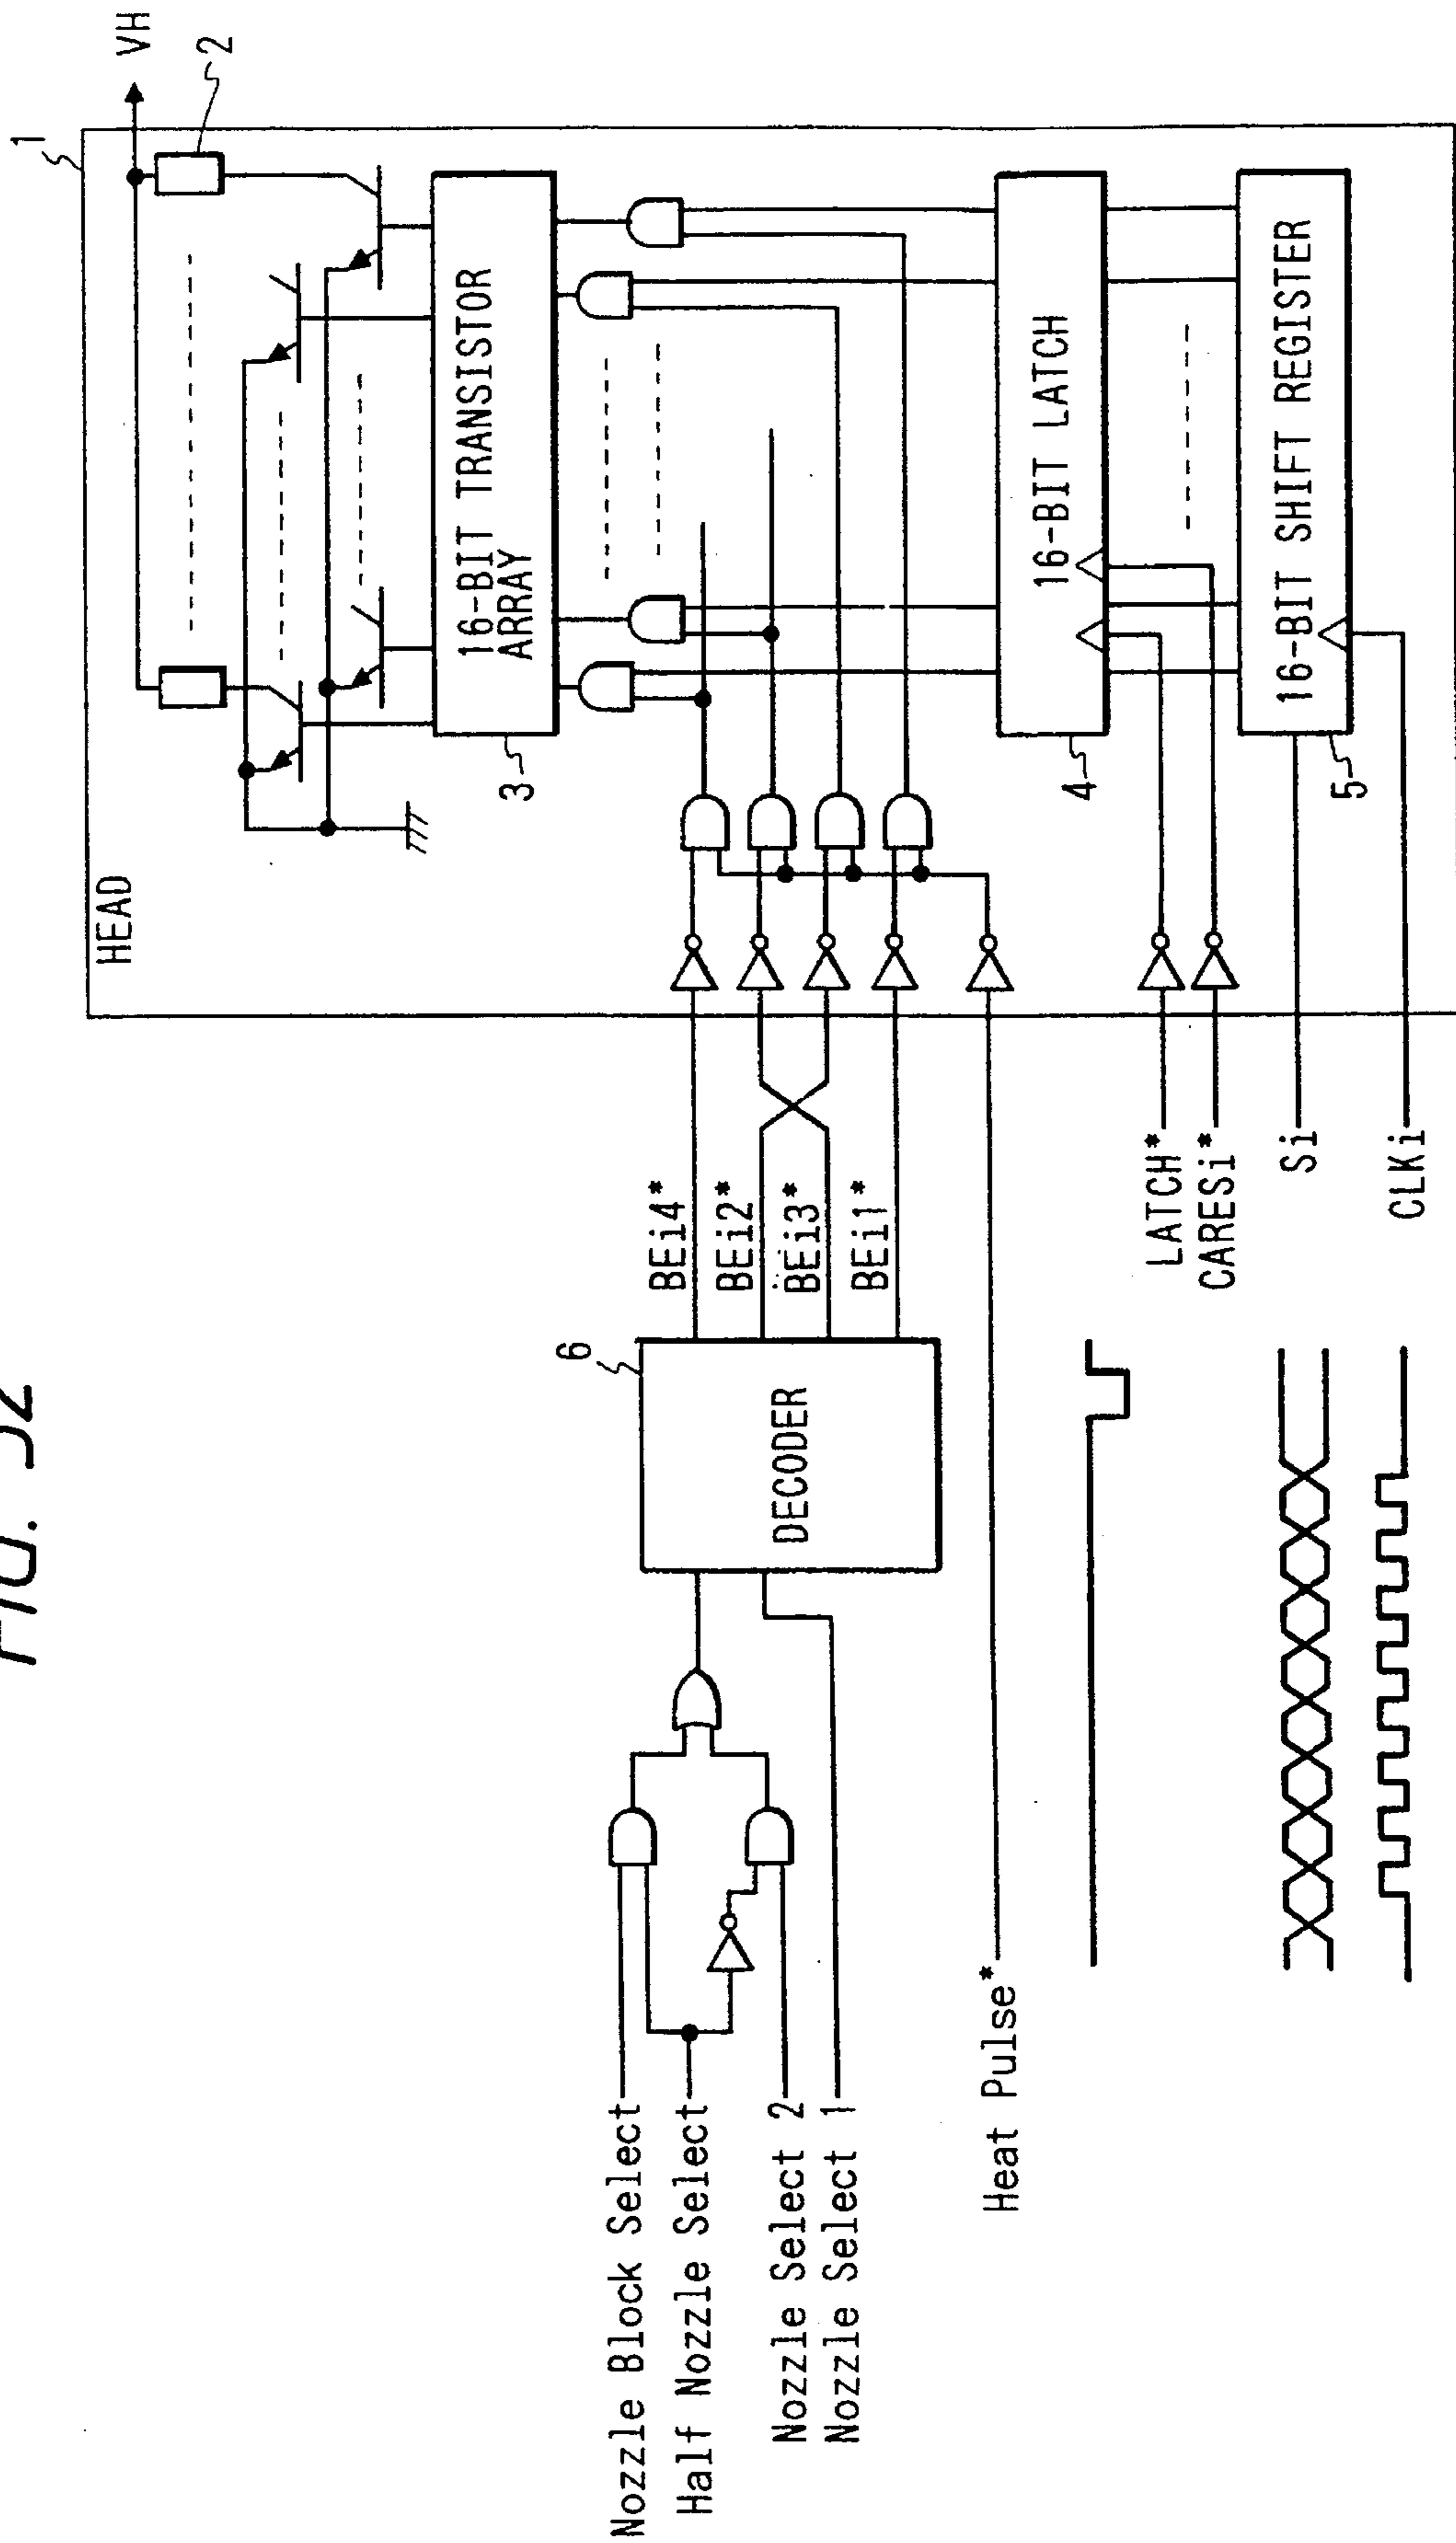 FIG. 32
1
VH
2
HEAD
16-BIT TRANSISTOR
ARRAY
3
16-BIT LATCH
4
16-BIT SHIFT REGISTER
5
6
DECODER
BEi4*
BEi2*
BEi3*
BEi1*
Nozzle Block Select
Half Nozzle Select
Nozzle Select 2
Nozzle Select 1
Heat Pulse*
LATCH*
CARESi*
Si
CLKi